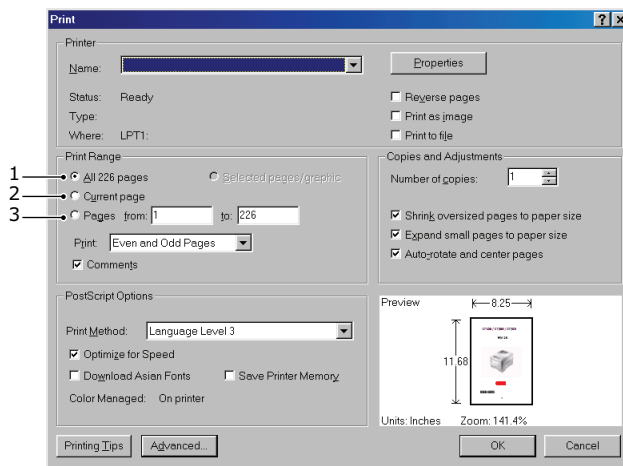 Print
Printer
Name:
Properties
Status: Ready
Type:
Where: LPT1:
Reverse pages
Print as image
Print to file
Print Range
1
All 226 pages
Selected pages/graphic
2
Current page
3
Pages from: 1 to: 226
Print: Even and Odd Pages
Comments
Copies and Adjustments
Number of copies: 1
Shrink oversized pages to paper size
Expand small pages to paper size
Auto-rotate and center pages
PostScript Options
Print Method: Language Level 3
Optimize for Speed
Download Asian Fonts
Save Printer Memory
Color Managed: On printer
Preview
8.25
11.68
Units: Inches Zoom: 141.4%
Printing Tips
Advanced...
OK
Cancel